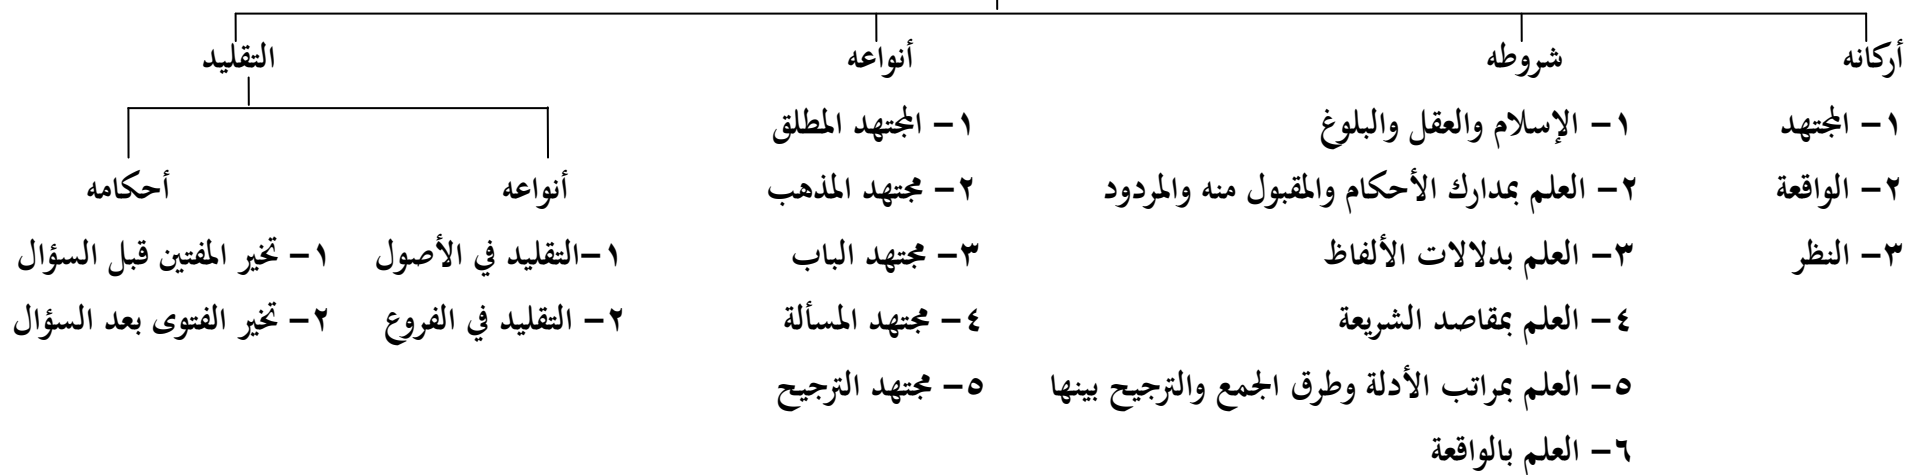 أركانه
١- المجتهد
٢- الواقعة
٣- النظر
شروطه
١- الإسلام والعقل والبلوغ
٢- العلم بمدارك الأحكام والمقبول منه والمردود
٣- العلم بدلالات الألفاظ
٤- العلم بمقاصد الشريعة
٥- العلم بمراتب الأدلة وطرق الجمع والترجيح بينها
٦- العلم بالواقعة
أنواعه
١- المجتهد المطلق
٢- مجتهد المذهب
٣- مجتهد الباب
٤- مجتهد المسألة
٥- مجتهد الترجيح
التقليد
أنواعه
١-التقليد في الأصول
٢- التقليد في الفروع
أحكامه
١- تخير المفتين قبل السؤال
٢- تخير الفتوى بعد السؤال